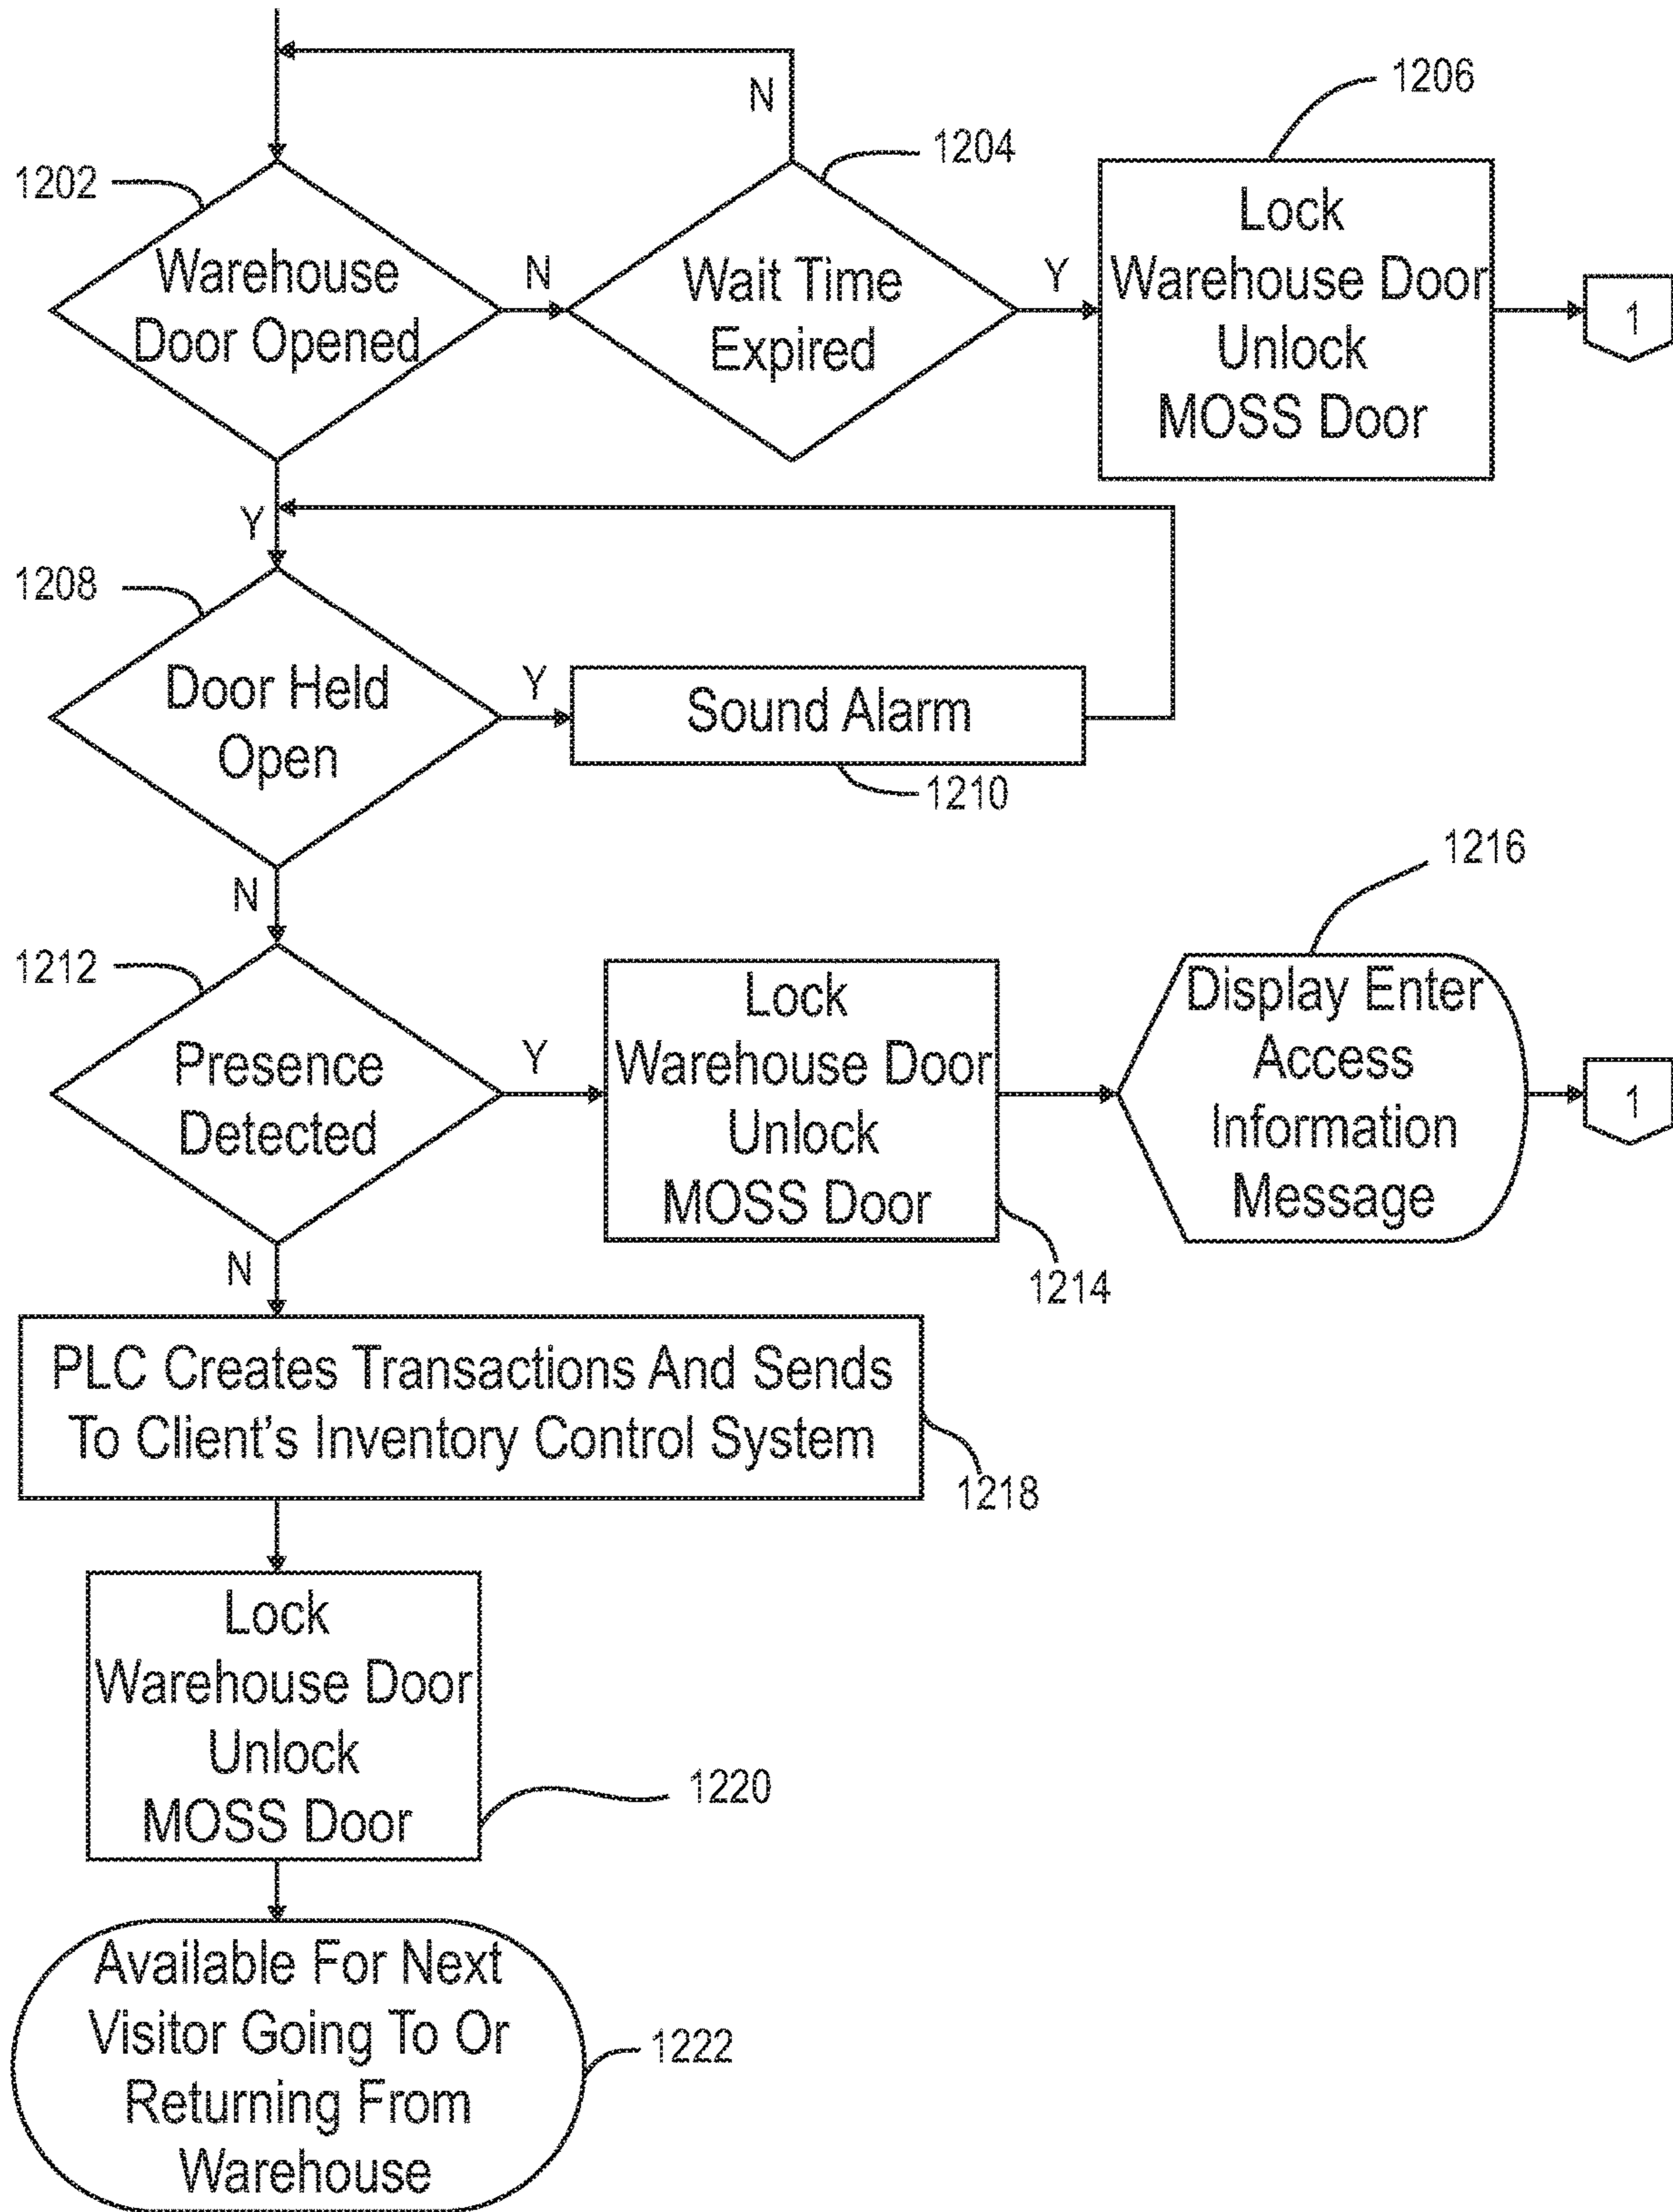 N
1206
1204
1202
Lock
Warehouse Door
Unlock
MOSS Door
Warehouse
Door Opened
N
Wait Time
Expired
Y
1
Y
1208
Door Held
Open
Y
Sound Alarm
1210
N
1216
1212
Presence
Detected
Y
Lock
Warehouse Door
Unlock
MOSS Door
1214
Display Enter
Access
Information
Message
1
N
PLC Creates Transactions And Sends
To Client's Inventory Control System
1218
Lock
Warehouse Door
Unlock
MOSS Door
1220
Available For Next
Visitor Going To Or
Returning From
Warehouse
1222